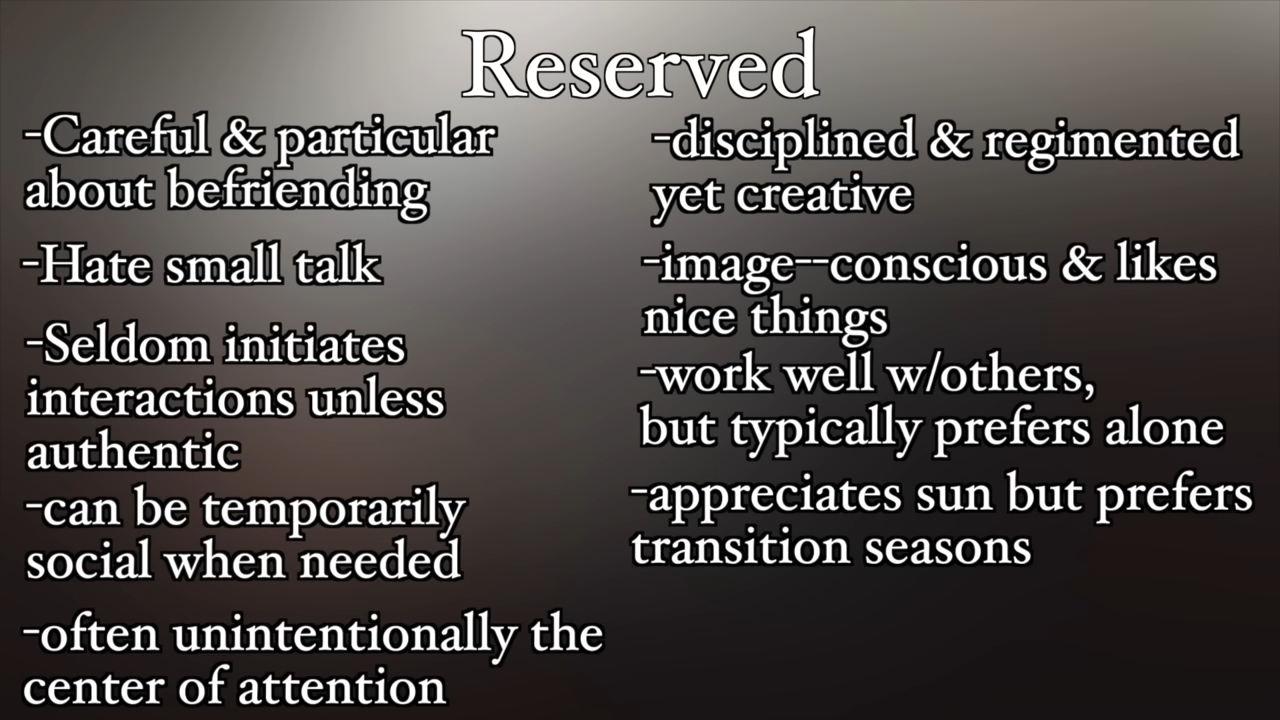 Reserved
-Careful & particular
about befriending
-Hate small talk
-Seldom initiates
interactions unless
authentic
-can be temporarily
social when needed
-often unintentionally the
center of attention
-disciplined & regimented
yet creative
-image--conscious & likes
nice things
-work well w/others,
but typically prefers alone
-appreciates sun but prefers
transition seasons